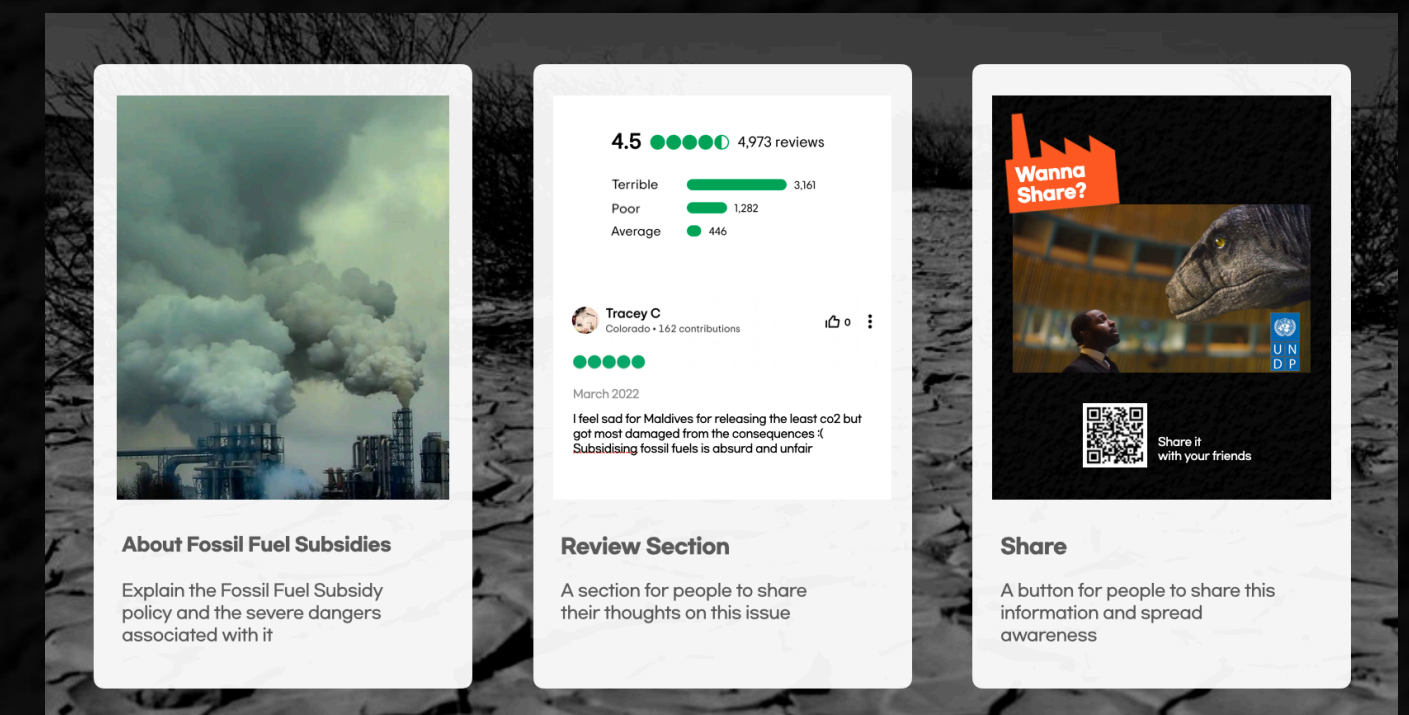 About Fossil Fuel Subsidies
Explain the Fossil Fuel Subsidy
policy and the severe dangers
associated with it
4.5 4,973 reviews
Terrible 3,161
Poor 1,282
Average 446
Tracey C
Colorado • 162 contributions
0
March 2022
I feel sad for Maldives for releasing the least co2 but
got most damaged from the consequences :(
Subsidising fossil fuels is absurd and unfair
Review Section
A section for people to share
their thoughts on this issue
Wanna
Share?
U N
D P
Share it
with your friends
Share
A button for people to share this
information and spread
awareness